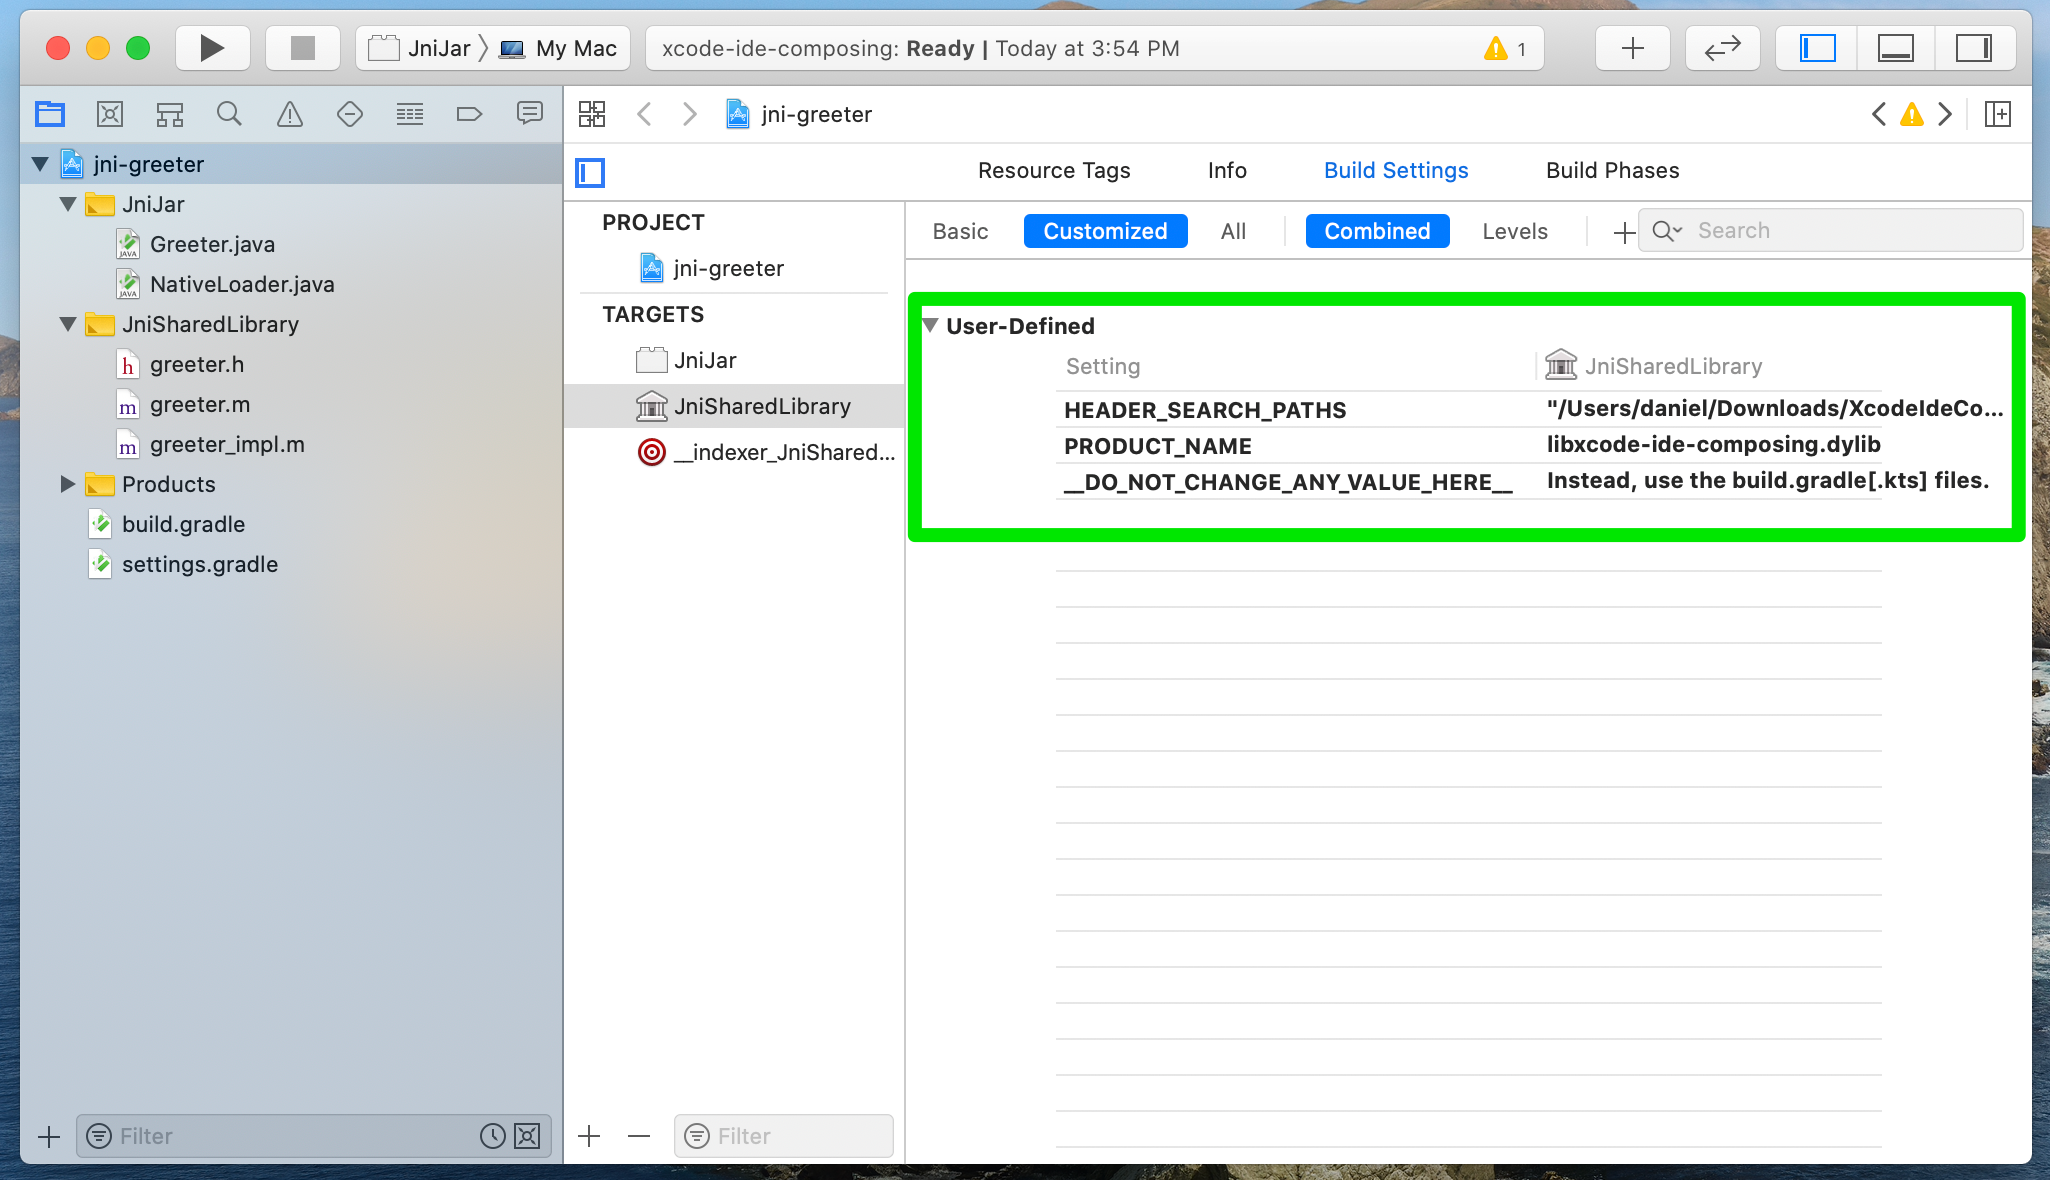 JniJar My Mac
xcode-ide-composing: Ready | Today at 3:54 PM
1
jni-greeter
JniJar
JAVA Greeter.java
JAVA NativeLoader.java
JniSharedLibrary
h greeter.h
m greeter.m
m greeter_impl.m
Products
build.gradle
settings.gradle
Filter
jni-greeter
Resource Tags Info Build Settings Build Phases
PROJECT
jni-greeter
TARGETS
JniJar
JniSharedLibrary
__indexer_JniShared...
Filter
Basic Customized All Combined Levels Search
User-Defined
Setting JniSharedLibrary
HEADER_SEARCH_PATHS "/Users/daniel/Downloads/XcodeIdeCo...
PRODUCT_NAME libxcode-ide-composing.dylib
__DO_NOT_CHANGE_ANY_VALUE_HERE__ Instead, use the build.gradle[.kts] files.